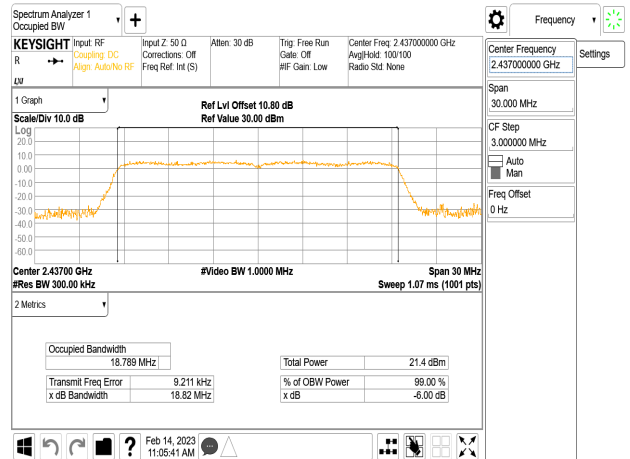 Spectrum Analyzer 1
Occupied BW
Frequency
KEYSIGHT
R
LXI
Input: RF
Coupling: DC
Align: Auto/No RF
Input Z: 50 Ω
Corrections: Off
Freq Ref: Int (S)
Atten: 30 dB
Trig: Free Run
Gate: Off
#IF Gain: Low
Center Freq: 2.437000000 GHz
Avg|Hold: 100/100
Radio Std: None
Center Frequency
2.437000000 GHz
Settings
Span
30.000 MHz
CF Step
3.000000 MHz
Auto
Man
Freq Offset
0 Hz
1 Graph
Scale/Div 10.0 dB
Ref Lvl Offset 10.80 dB
Ref Value 30.00 dBm
Log
20.0
10.0
0.00
-10.0
-20.0
-30.0
-40.0
-50.0
-60.0
Center 2.43700 GHz
#Res BW 300.00 kHz
#Video BW 1.0000 MHz
Span 30 MHz
Sweep 1.07 ms (1001 pts)
2 Metrics
Occupied Bandwidth
18.789 MHz
Total Power 21.4 dBm
Transmit Freq Error 9.211 kHz
% of OBW Power 99.00 %
x dB Bandwidth 18.82 MHz
x dB -6.00 dB
?
Feb 14, 2023
11:05:41 AM